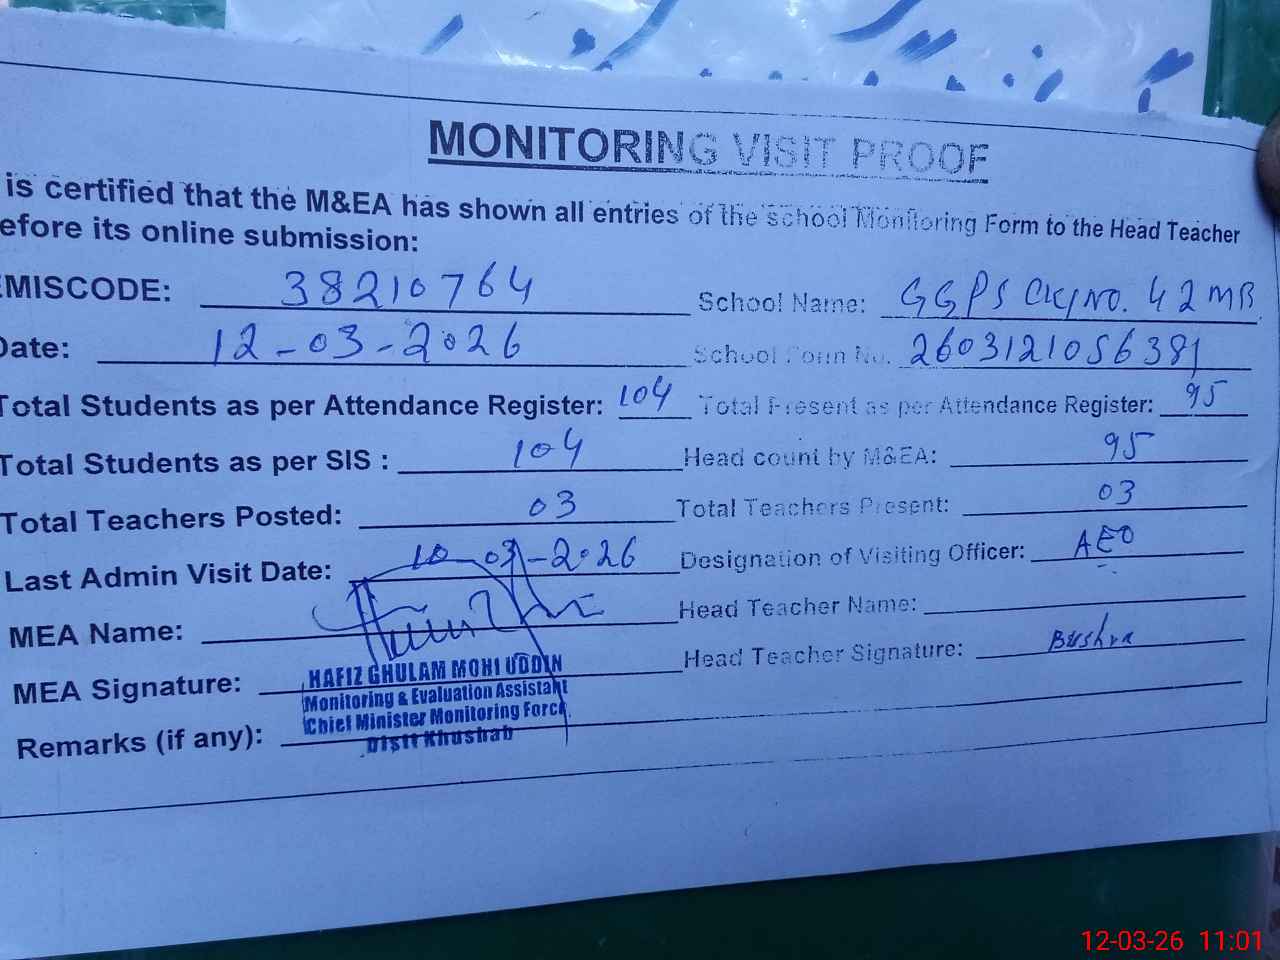 MONITORING VISIT PROOF
is certified that the M&EA has shown all entries of the school Monitoring Form to the Head Teacher
efore its online submission:
EMISCODE: 38210764 School Name: GGPS Ck/No. 42 MB
Date: 12-03-2026 School Form No. 260312105638
Total Students as per Attendance Register: 104 Total Present as per Attendance Register: 95
Total Students as per SIS : 104 Head count by M&EA: 95
Total Teachers Posted: 03 Total Teachers Present: 03
Last Admin Visit Date: 10-03-2026 Designation of Visiting Officer: AEO
MEA Name: Head Teacher Name:
MEA Signature: Head Teacher Signature: Bushra
HAFIZ GHULAM MOHI UDDIN
Monitoring & Evaluation Assistant
Chief Minister Monitoring Force
Distt Khushab
Remarks (if any):
12-03-26 11:01